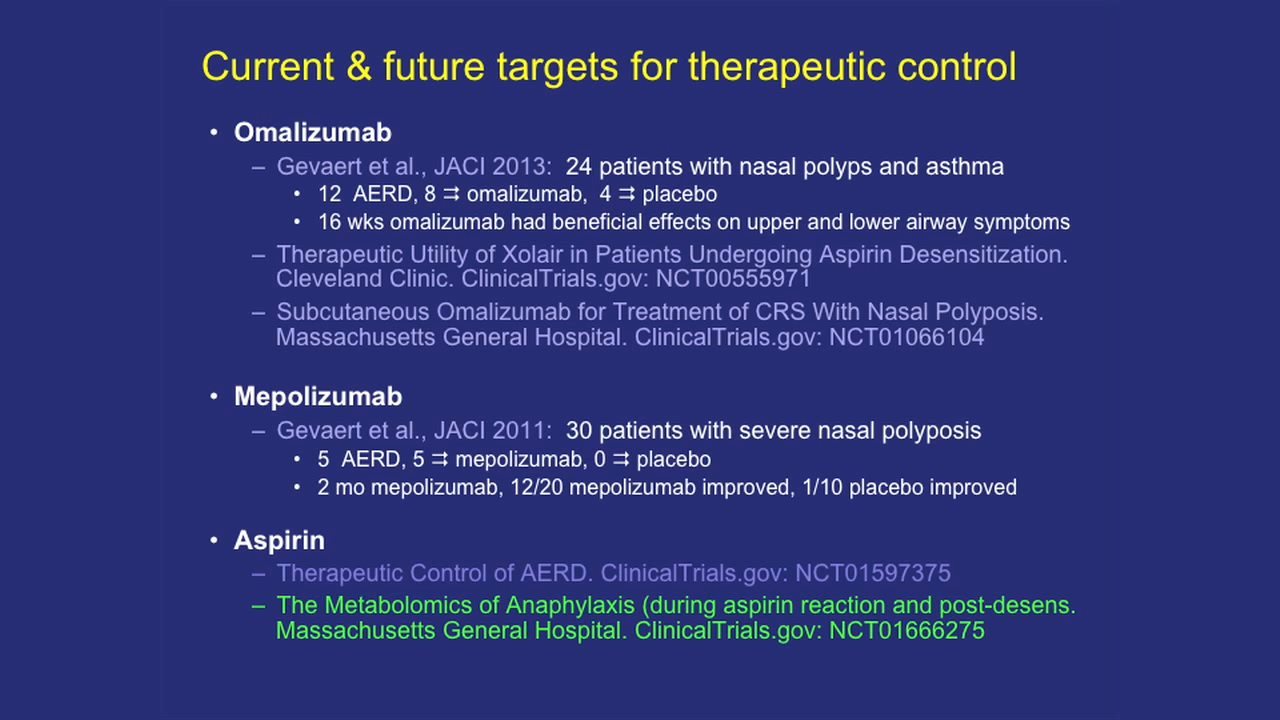 Current & future targets for therapeutic control
• Omalizumab
– Gevaert et al., JACI 2013: 24 patients with nasal polyps and asthma
• 12 AERD, 8 ⇉ omalizumab, 4 ⇉ placebo
• 16 wks omalizumab had beneficial effects on upper and lower airway symptoms
– Therapeutic Utility of Xolair in Patients Undergoing Aspirin Desensitization.
Cleveland Clinic. ClinicalTrials.gov: NCT00555971
– Subcutaneous Omalizumab for Treatment of CRS With Nasal Polyposis.
Massachusetts General Hospital. ClinicalTrials.gov: NCT01066104
• Mepolizumab
– Gevaert et al., JACI 2011: 30 patients with severe nasal polyposis
• 5 AERD, 5 ⇉ mepolizumab, 0 ⇉ placebo
• 2 mo mepolizumab, 12/20 mepolizumab improved, 1/10 placebo improved
• Aspirin
– Therapeutic Control of AERD. ClinicalTrials.gov: NCT01597375
– The Metabolomics of Anaphylaxis (during aspirin reaction and post-desens.
Massachusetts General Hospital. ClinicalTrials.gov: NCT01666275